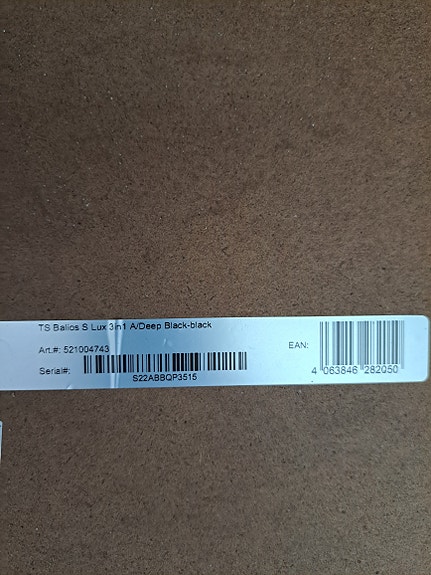 TS Balios S Lux 3in1 A/Deep Black-black
Art.#: 521004743
Serial#:
S22ABBQP3515
EAN:
4 063846 282050